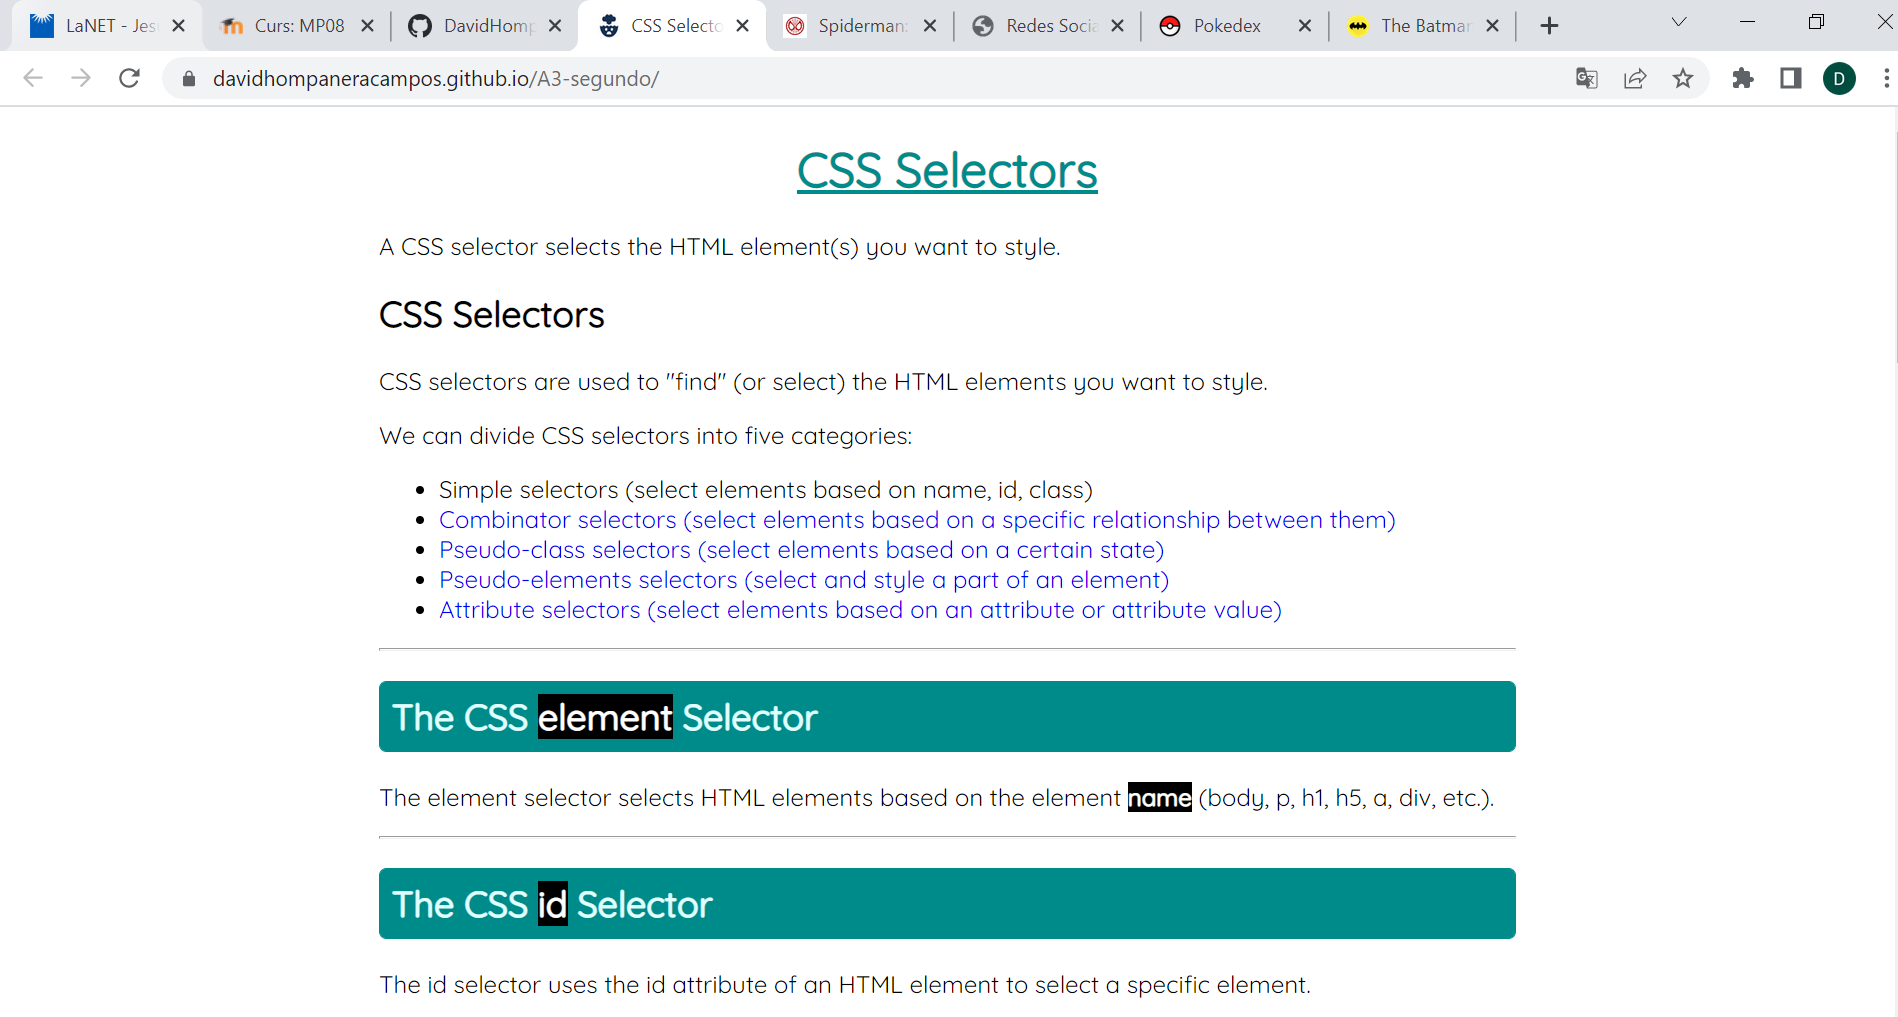 LaNET - Jes
Curs: MP08
DavidHomp
CSS Selecto
Spiderman:
Redes Socia
Pokedex
The Batmar
davidhompaneracampos.github.io/A3-segundo/
D
CSS Selectors
A CSS selector selects the HTML element(s) you want to style.
CSS Selectors
CSS selectors are used to "find" (or select) the HTML elements you want to style.
We can divide CSS selectors into five categories:
Simple selectors (select elements based on name, id, class)
Combinator selectors (select elements based on a specific relationship between them)
Pseudo-class selectors (select elements based on a certain state)
Pseudo-elements selectors (select and style a part of an element)
Attribute selectors (select elements based on an attribute or attribute value)
The CSS element Selector
The element selector selects HTML elements based on the element name (body, p, h1, h5, a, div, etc.).
The CSS id Selector
The id selector uses the id attribute of an HTML element to select a specific element.